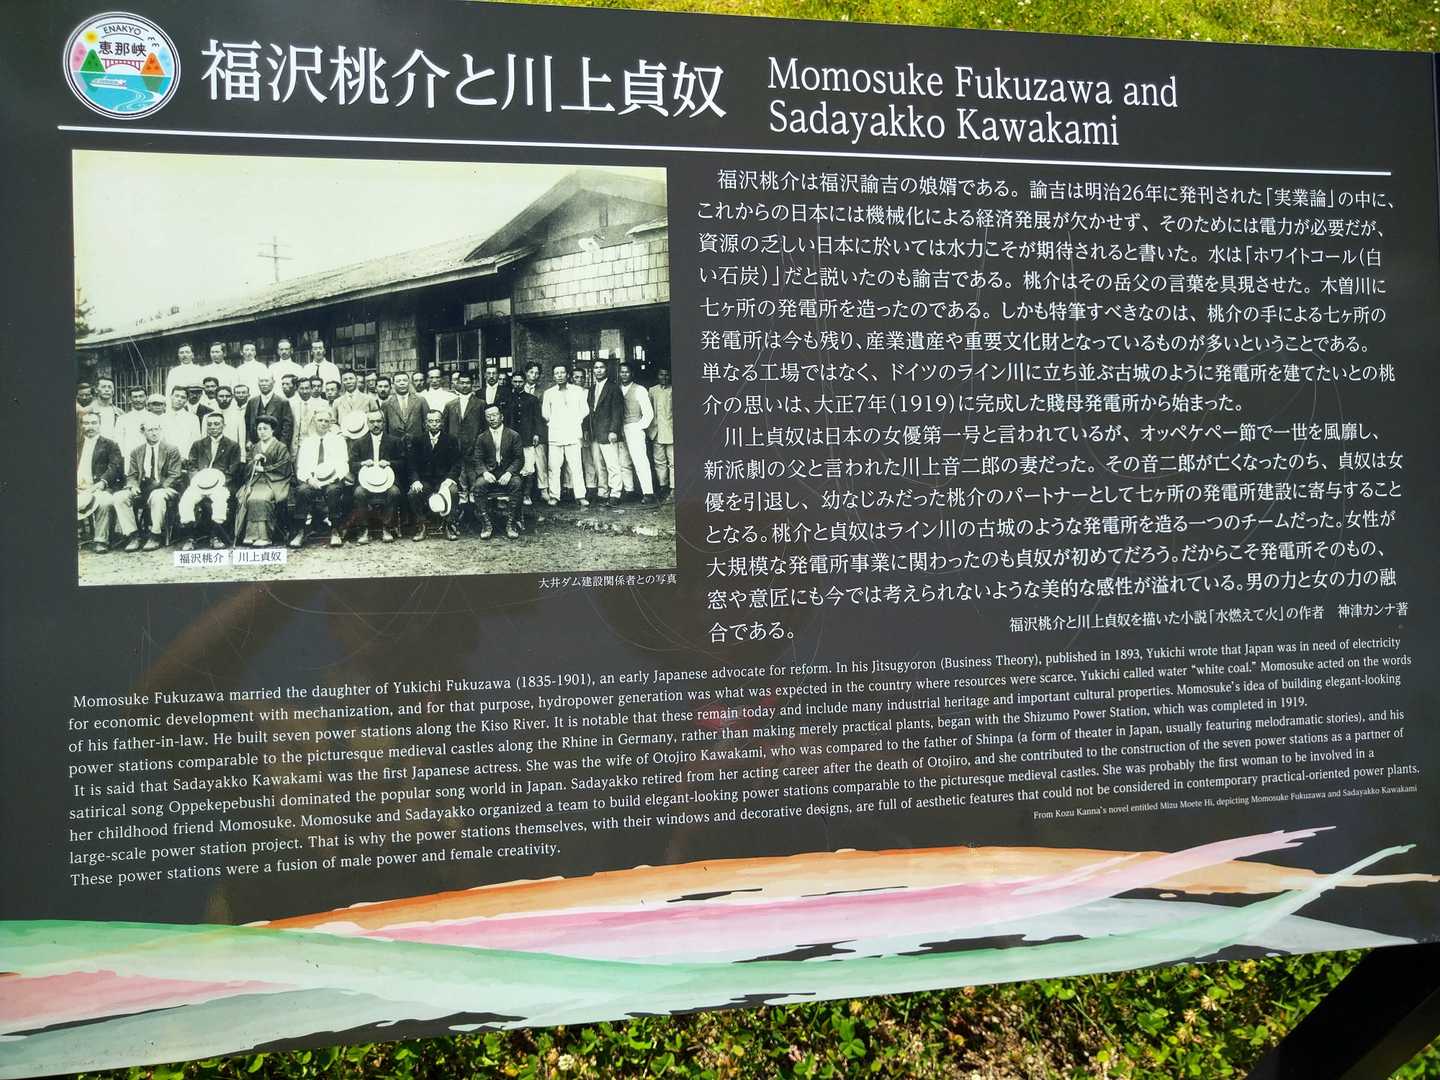 ENAKYO
恵那峡
福沢桃介と川上貞奴
Momosuke Fukuzawa and
Sadayakko Kawakami
福沢桃介は福沢諭吉の娘婿である。諭吉は明治26年に発刊された「実業論」の中に、
これからの日本には機械化による経済発展が欠かせず、そのためには電力が必要だが、
資源の乏しい日本に於いては水力こそが期待されると書いた。水は「ホワイトコール(白
い石炭)」だと説いたのも諭吉である。桃介はその岳父の言葉を具現させた。木曽川に
七ヶ所の発電所を造ったのである。しかも特筆すべきなのは、桃介の手による七ヶ所の
発電所は今も残り、産業遺産や重要文化財となっているものが多いということである。
単なる工場ではなく、ドイツのライン川に立ち並ぶ古城のように発電所を建てたいとの桃
介の思いは、大正7年(1919)に完成した賤母発電所から始まった。
川上貞奴は日本の女優第一号と言われているが、オッペケペー節で一世を風靡し、
新派劇の父と言われた川上音二郎の妻だった。その音二郎が亡くなったのち、貞奴は女
優を引退し、幼なじみだった桃介のパートナーとして七ヶ所の発電所建設に寄与すること
となる。桃介と貞奴はライン川の古城のような発電所を造る一つのチームだった。女性が
大規模な発電所事業に関わったのも貞奴が初めてだろう。だからこそ発電所そのもの、
窓や意匠にも今では考えられないような美的な感性が溢れている。男の力と女の力の融
合である。
福沢桃介と川上貞奴を描いた小説「水燃えて火」の作者 神津カンナ著
福沢桃介 川上貞奴
大井ダム建設関係者との写真
Momosuke Fukuzawa married the daughter of Yukichi Fukuzawa (1835-1901), an early Japanese advocate for reform. In his Jitsugyoron (Business Theory), published in 1893, Yukichi wrote that Japan was in need of electricity
for economic development with mechanization, and for that purpose, hydropower generation was what was expected in the country where resources were scarce. Yukichi called water "white coal." Momosuke acted on the words
of his father-in-law. He built seven power stations along the Kiso River. It is notable that these remain today and include many industrial heritage and important cultural properties. Momosuke's idea of building elegant-looking
power stations comparable to the picturesque medieval castles along the Rhine in Germany, rather than making merely practical plants, began with the Shizumo Power Station, which was completed in 1919.
It is said that Sadayakko Kawakami was the first Japanese actress. She was the wife of Otojiro Kawakami, who was compared to the father of Shinpa (a form of theater in Japan, usually featuring melodramatic stories), and his
satirical song Oppekepebushi dominated the popular song world in Japan. Sadayakko retired from her acting career after the death of Otojiro, and she contributed to the construction of the seven power stations as a partner of
her childhood friend Momosuke. Momosuke and Sadayakko organized a team to build elegant-looking power stations comparable to the picturesque medieval castles. She was probably the first woman to be involved in a
large-scale power station project. That is why the power stations themselves, with their windows and decorative designs, are full of aesthetic features that could not be considered in contemporary practical-oriented power plants.
These power stations were a fusion of male power and female creativity.
From Kozu Kanna's novel entitled Mizu Moete Hi, depicting Momosuke Fukuzawa and Sadayakko Kawakami